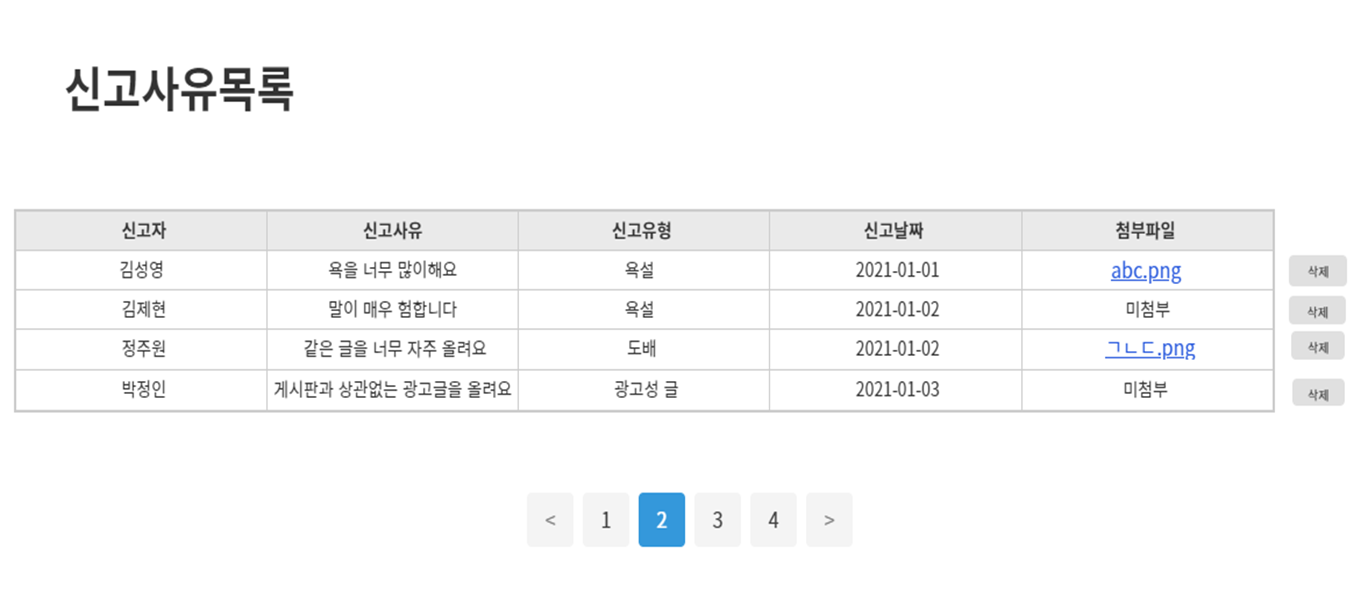 신고사유목록
신고자 신고사유 신고유형 신고날짜 첨부파일
김성영 욕을 너무 많이해요 욕설 2021-01-01 abc.png 삭제
김제현 말이 매우 험합니다 욕설 2021-01-02 미첨부 삭제
정주원 같은 글을 너무 자주 올려요 도배 2021-01-02 ㄱㄴㄷ.png 삭제
박정인 게시판과 상관없는 광고글을 올려요 광고성 글 2021-01-03 미첨부 삭제
< 1 2 3 4 >